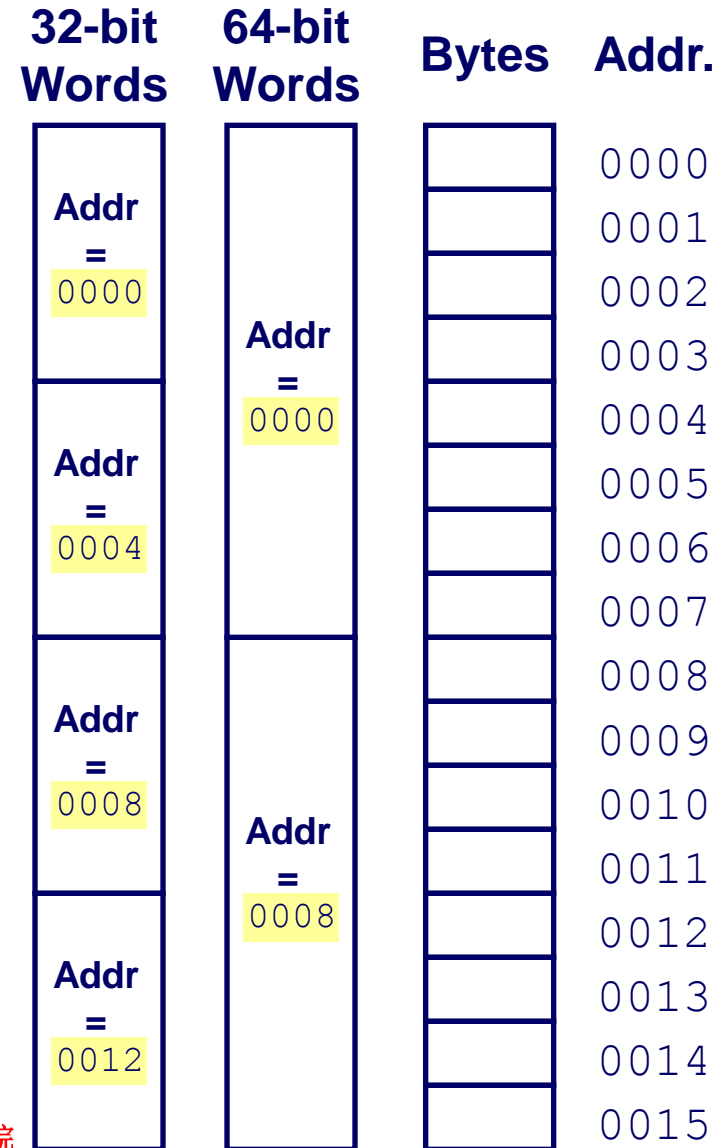 32-bit
Words
64-bit
Words
Bytes
Addr.
Addr
=
0000
Addr
=
0004
Addr
=
0008
Addr
=
0012
Addr
=
0000
Addr
=
0008
0000
0001
0002
0003
0004
0005
0006
0007
0008
0009
0010
0011
0012
0013
0014
0015